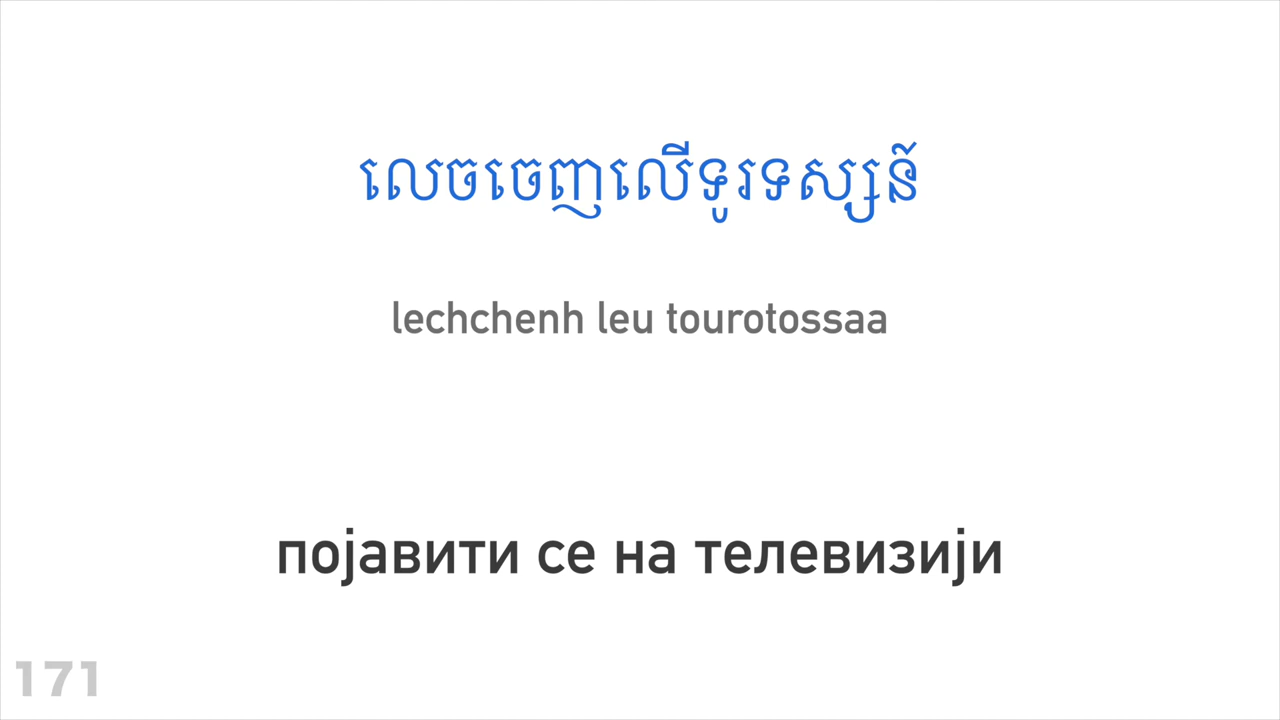 លេចចេញលើទូរទស្សន៍
lechchenh leu tourotossaa
појавити се на телевизији
171